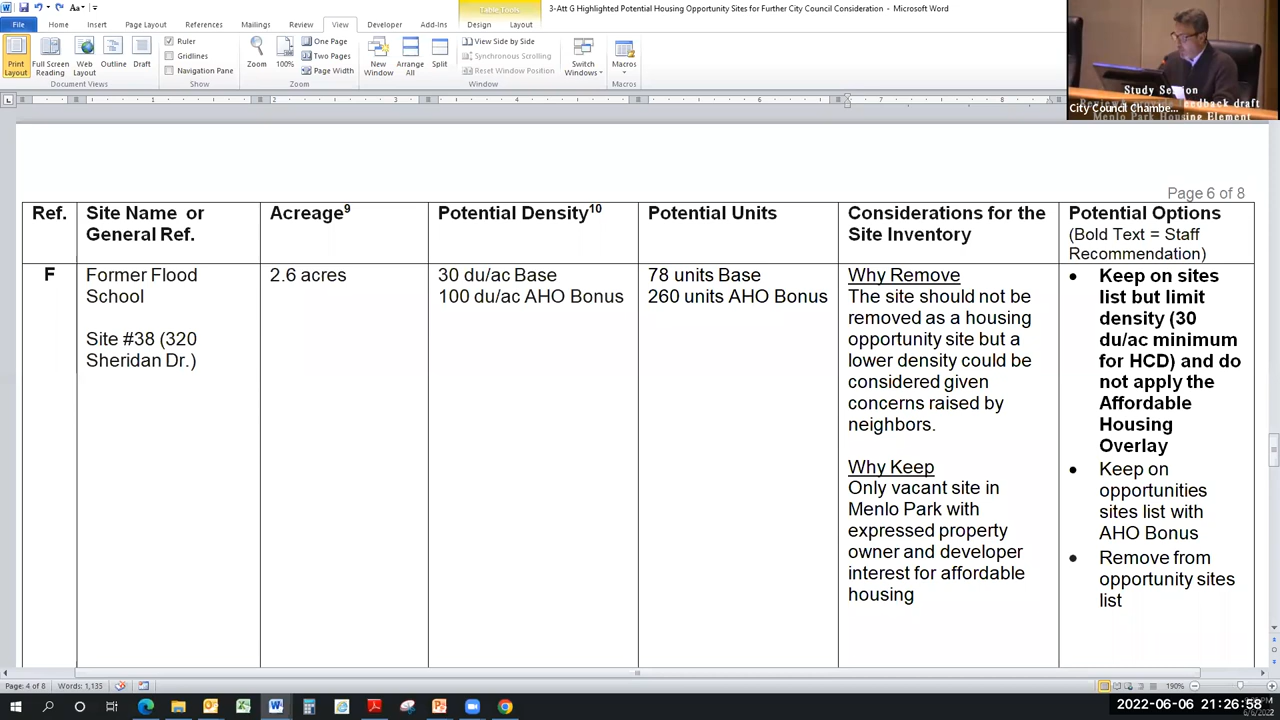 Table Tools
3-Att G Highlighted Potential Housing Opportunity Sites for Further City Council Consideration - Microsoft Word
File Home Insert Page Layout References Mailings Review View Developer Add-Ins Design Layout
Print Layout
Full Screen Reading
Web Layout
Outline
Draft
Document Views
Ruler
Gridlines
Navigation Pane
Show
Zoom
100%
One Page
Two Pages
Page Width
Zoom
New Window
Arrange All
Split
View Side by Side
Synchronous Scrolling
Reset Window Position
Window
Switch Windows
Macros
Macros
Study Session
Menlo Park Housing Element
City Council Chambe...
Page 6 of 8
Ref.
Site Name or
General Ref.
Acreage9
Potential Density10
Potential Units
Considerations for the
Site Inventory
Potential Options
(Bold Text = Staff
Recommendation)
F
Former Flood
School
Site #38 (320
Sheridan Dr.)
2.6 acres
30 du/ac Base
100 du/ac AHO Bonus
78 units Base
260 units AHO Bonus
Why Remove
The site should not be
removed as a housing
opportunity site but a
lower density could be
considered given
concerns raised by
neighbors.
Why Keep
Only vacant site in
Menlo Park with
expressed property
owner and developer
interest for affordable
housing
• Keep on sites
list but limit
density (30
du/ac minimum
for HCD) and do
not apply the
Affordable
Housing
Overlay
• Keep on
opportunities
sites list with
AHO Bonus
• Remove from
opportunity sites
list
Page: 4 of 8 Words: 1,135
190%
2022-06-06 21:26:58